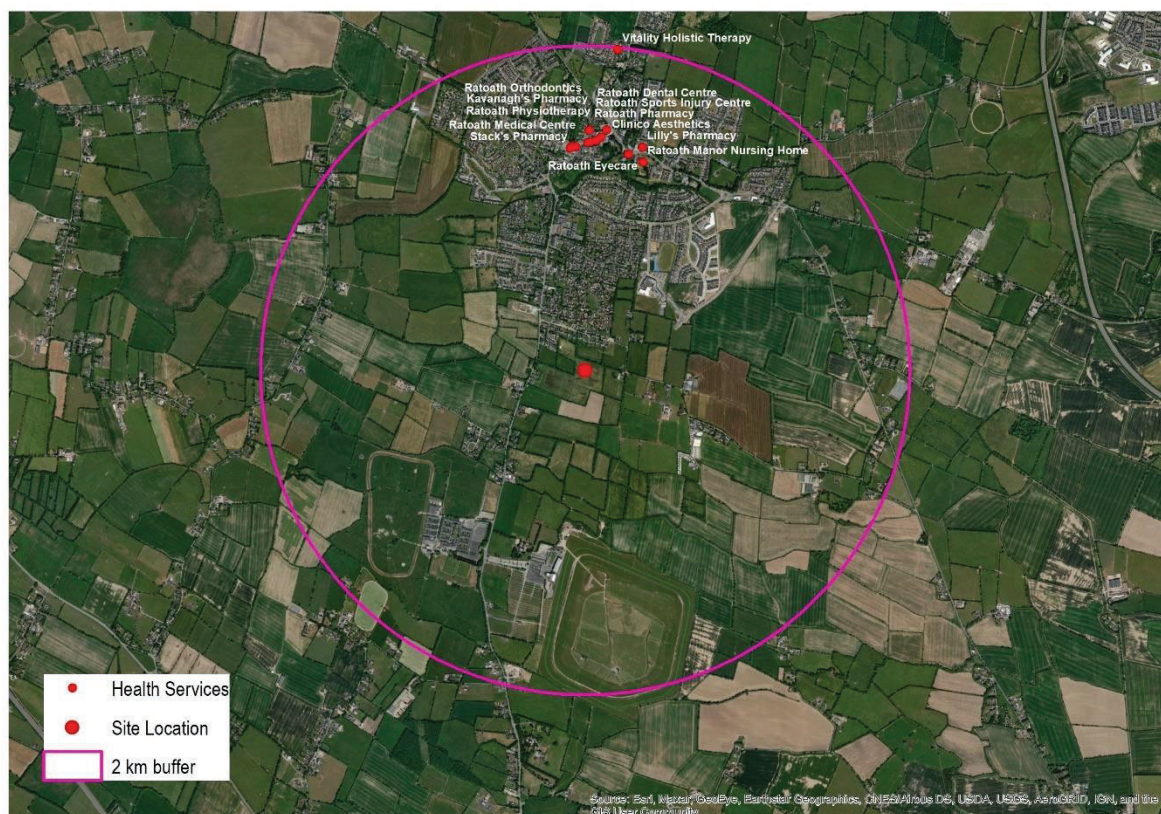 Vitality Holistic Therapy
Ratoath Orthodontics
Ratoath Dental Centre
Kavanagh's Pharmacy
Ratoath Sports Injury Centre
Ratoath Physiotherapy
Ratoath Pharmacy
Ratoath Medical Centre
Clinico Aesthetics
Stack's Pharmacy
Lilly's Pharmacy
Ratoath Manor Nursing Home
Ratoath Eyecare
Health Services
Site Location
2 km buffer
Source: Esri, Maxar, GeoEye, Earthstar Geographics, CNES/Airbus DS, USDA, USGS, AeroGRID, IGN, and the
GIS User Community